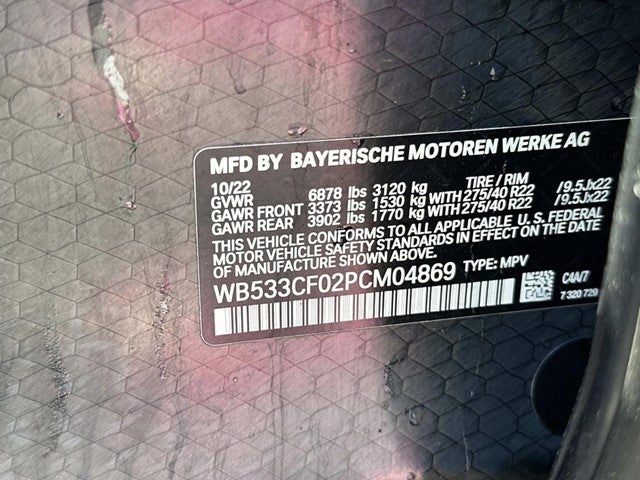 MFD BY BAYERISCHE MOTOREN WERKE AG
10/22 TIRE / RIM
GVWR 6878 lbs 3120 kg
GAWR FRONT 3373 lbs 1530 kg WITH 275/40 R22 /9.5Jx22
GAWR REAR 3902 lbs 1770 kg WITH 275/40 R22 /9.5Jx22
THIS VEHICLE CONFORMS TO ALL APPLICABLE U. S. FEDERAL
MOTOR VEHICLE SAFETY STANDARDS IN EFFECT ON THE DATE
OF MANUFACTURE SHOWN ABOVE.
WB533CF02PCM04869 TYPE: MPV
C4A/7
7 320 729